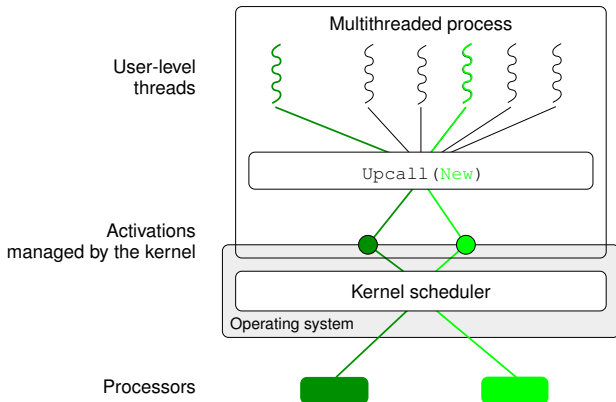 Multithreaded process
User-level
threads
Upcall(New)
Activations
managed by the kernel
Kernel scheduler
Operating system
Processors